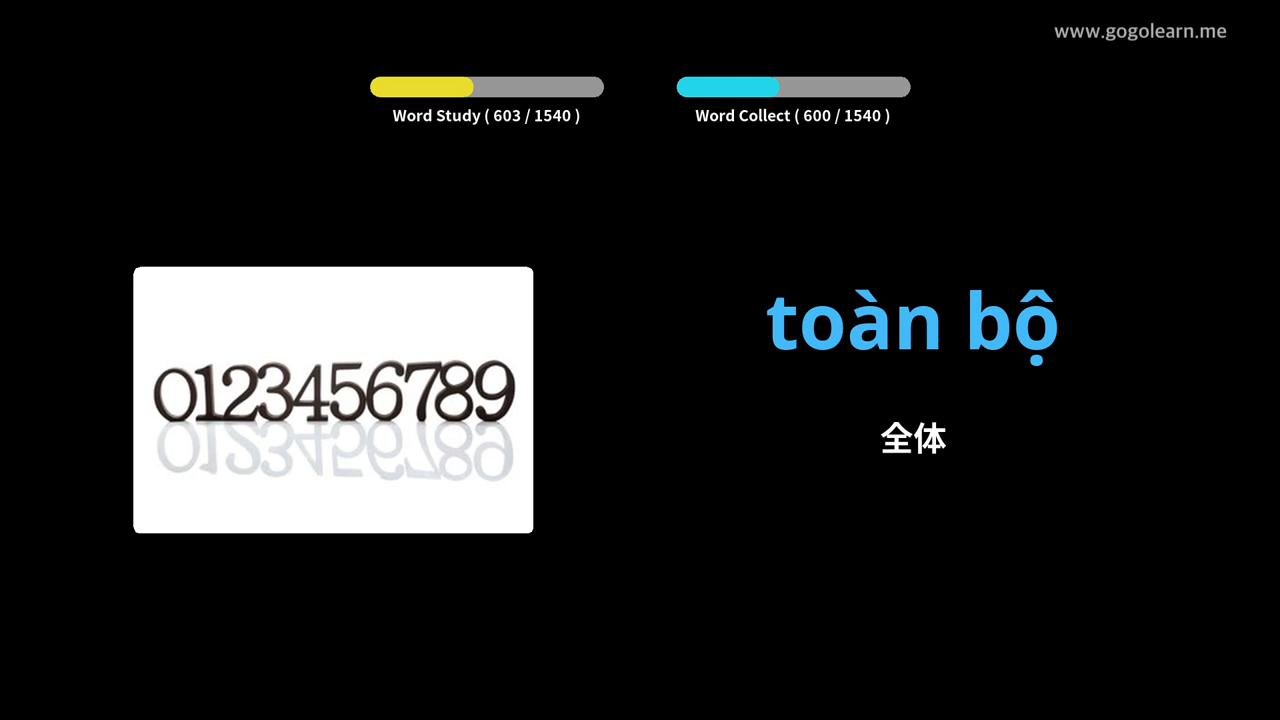 www.gogolearn.me
Word Study ( 603 / 1540 )
Word Collect ( 600 / 1540 )
0123456789
toàn bộ
全体